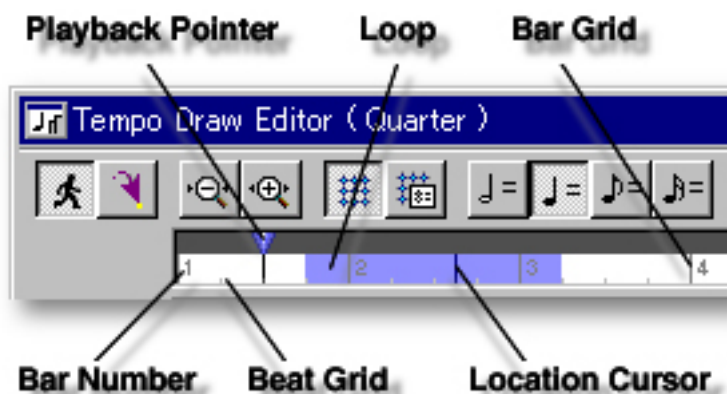 Playback Pointer Loop Bar Grid
Tempo Draw Editor ( Quarter )
1 2 3 4
Bar Number Beat Grid Location Cursor